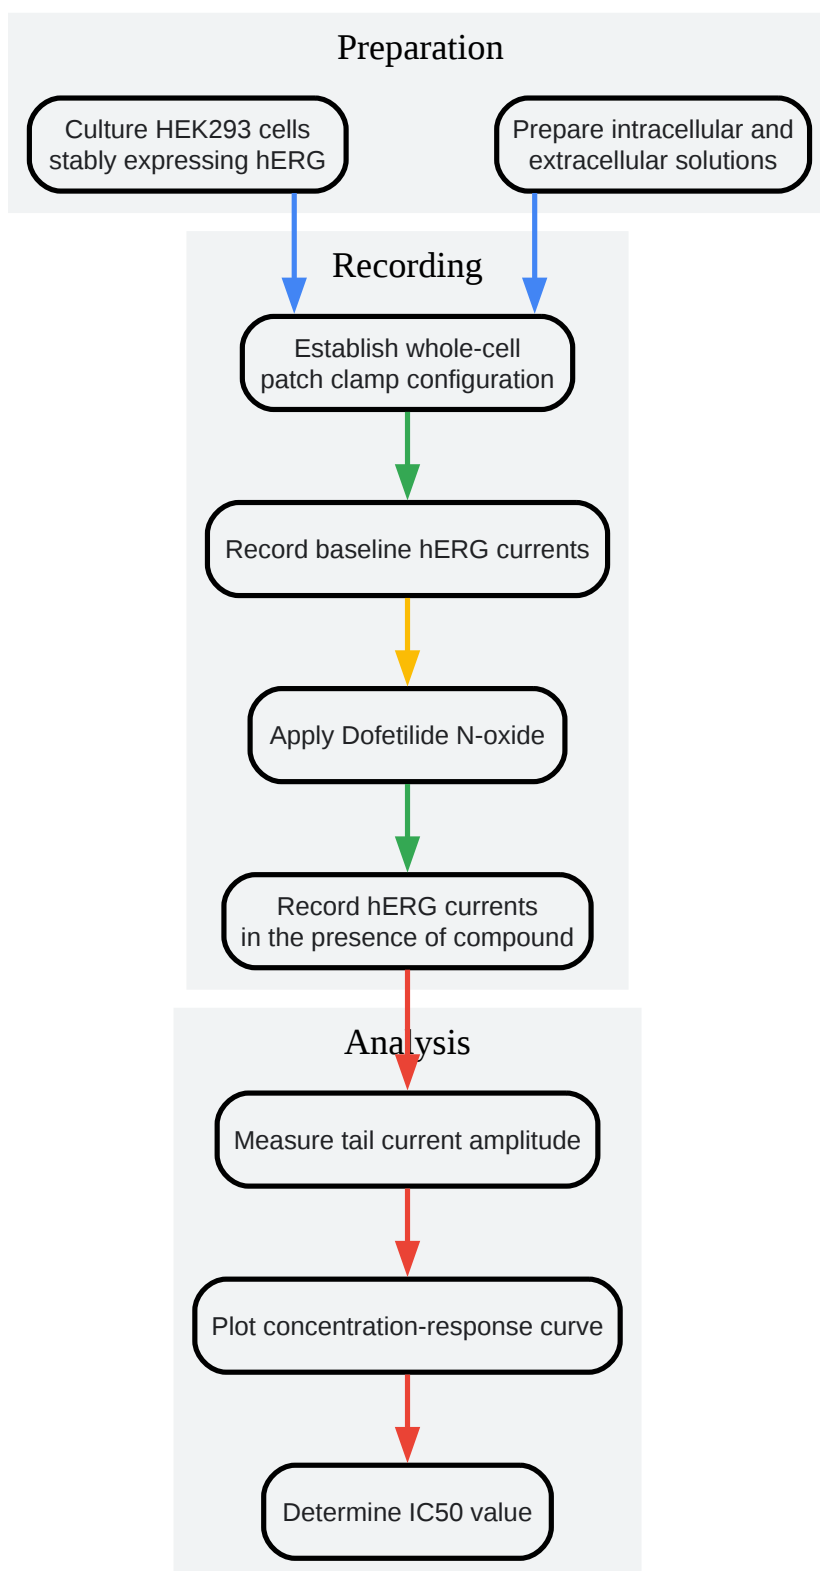 Preparation
Culture HEK293 cells
stably expressing hERG
Prepare intracellular and
extracellular solutions
Recording
Establish whole-cell
patch clamp configuration
Record baseline hERG currents
Apply Dofetilide N-oxide
Record hERG currents
in the presence of compound
Analysis
Measure tail current amplitude
Plot concentration-response curve
Determine IC50 value